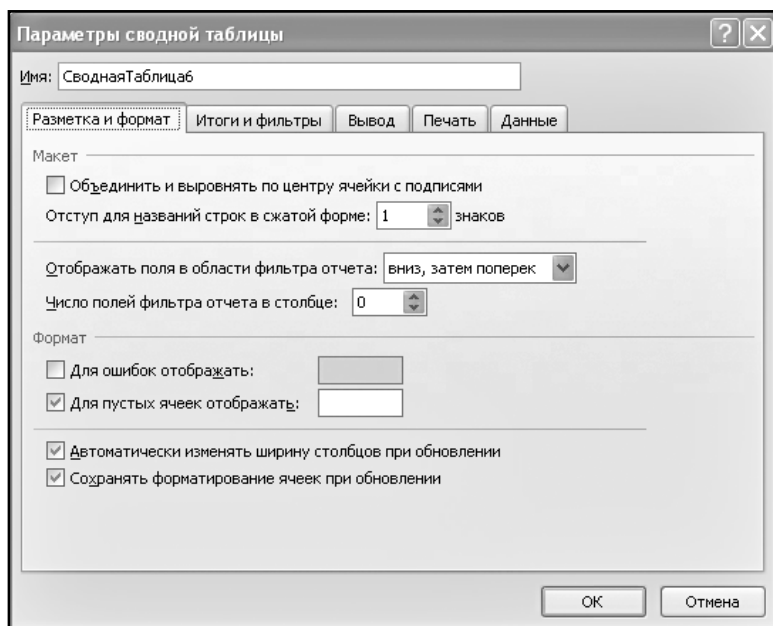 Параметры сводной таблицы
Имя: СводнаяТаблица6
Разметка и формат Итоги и фильтры Вывод Печать Данные
Макет
Объединить и выровнять по центру ячейки с подписями
Отступ для названий строк в сжатой форме: 1 знаков
Отображать поля в области фильтра отчета: вниз, затем поперек
Число полей фильтра отчета в столбце: 0
Формат
Для ошибок отображать:
Для пустых ячеек отображать:
Автоматически изменять ширину столбцов при обновлении
Сохранять форматирование ячеек при обновлении
ОК Отмена